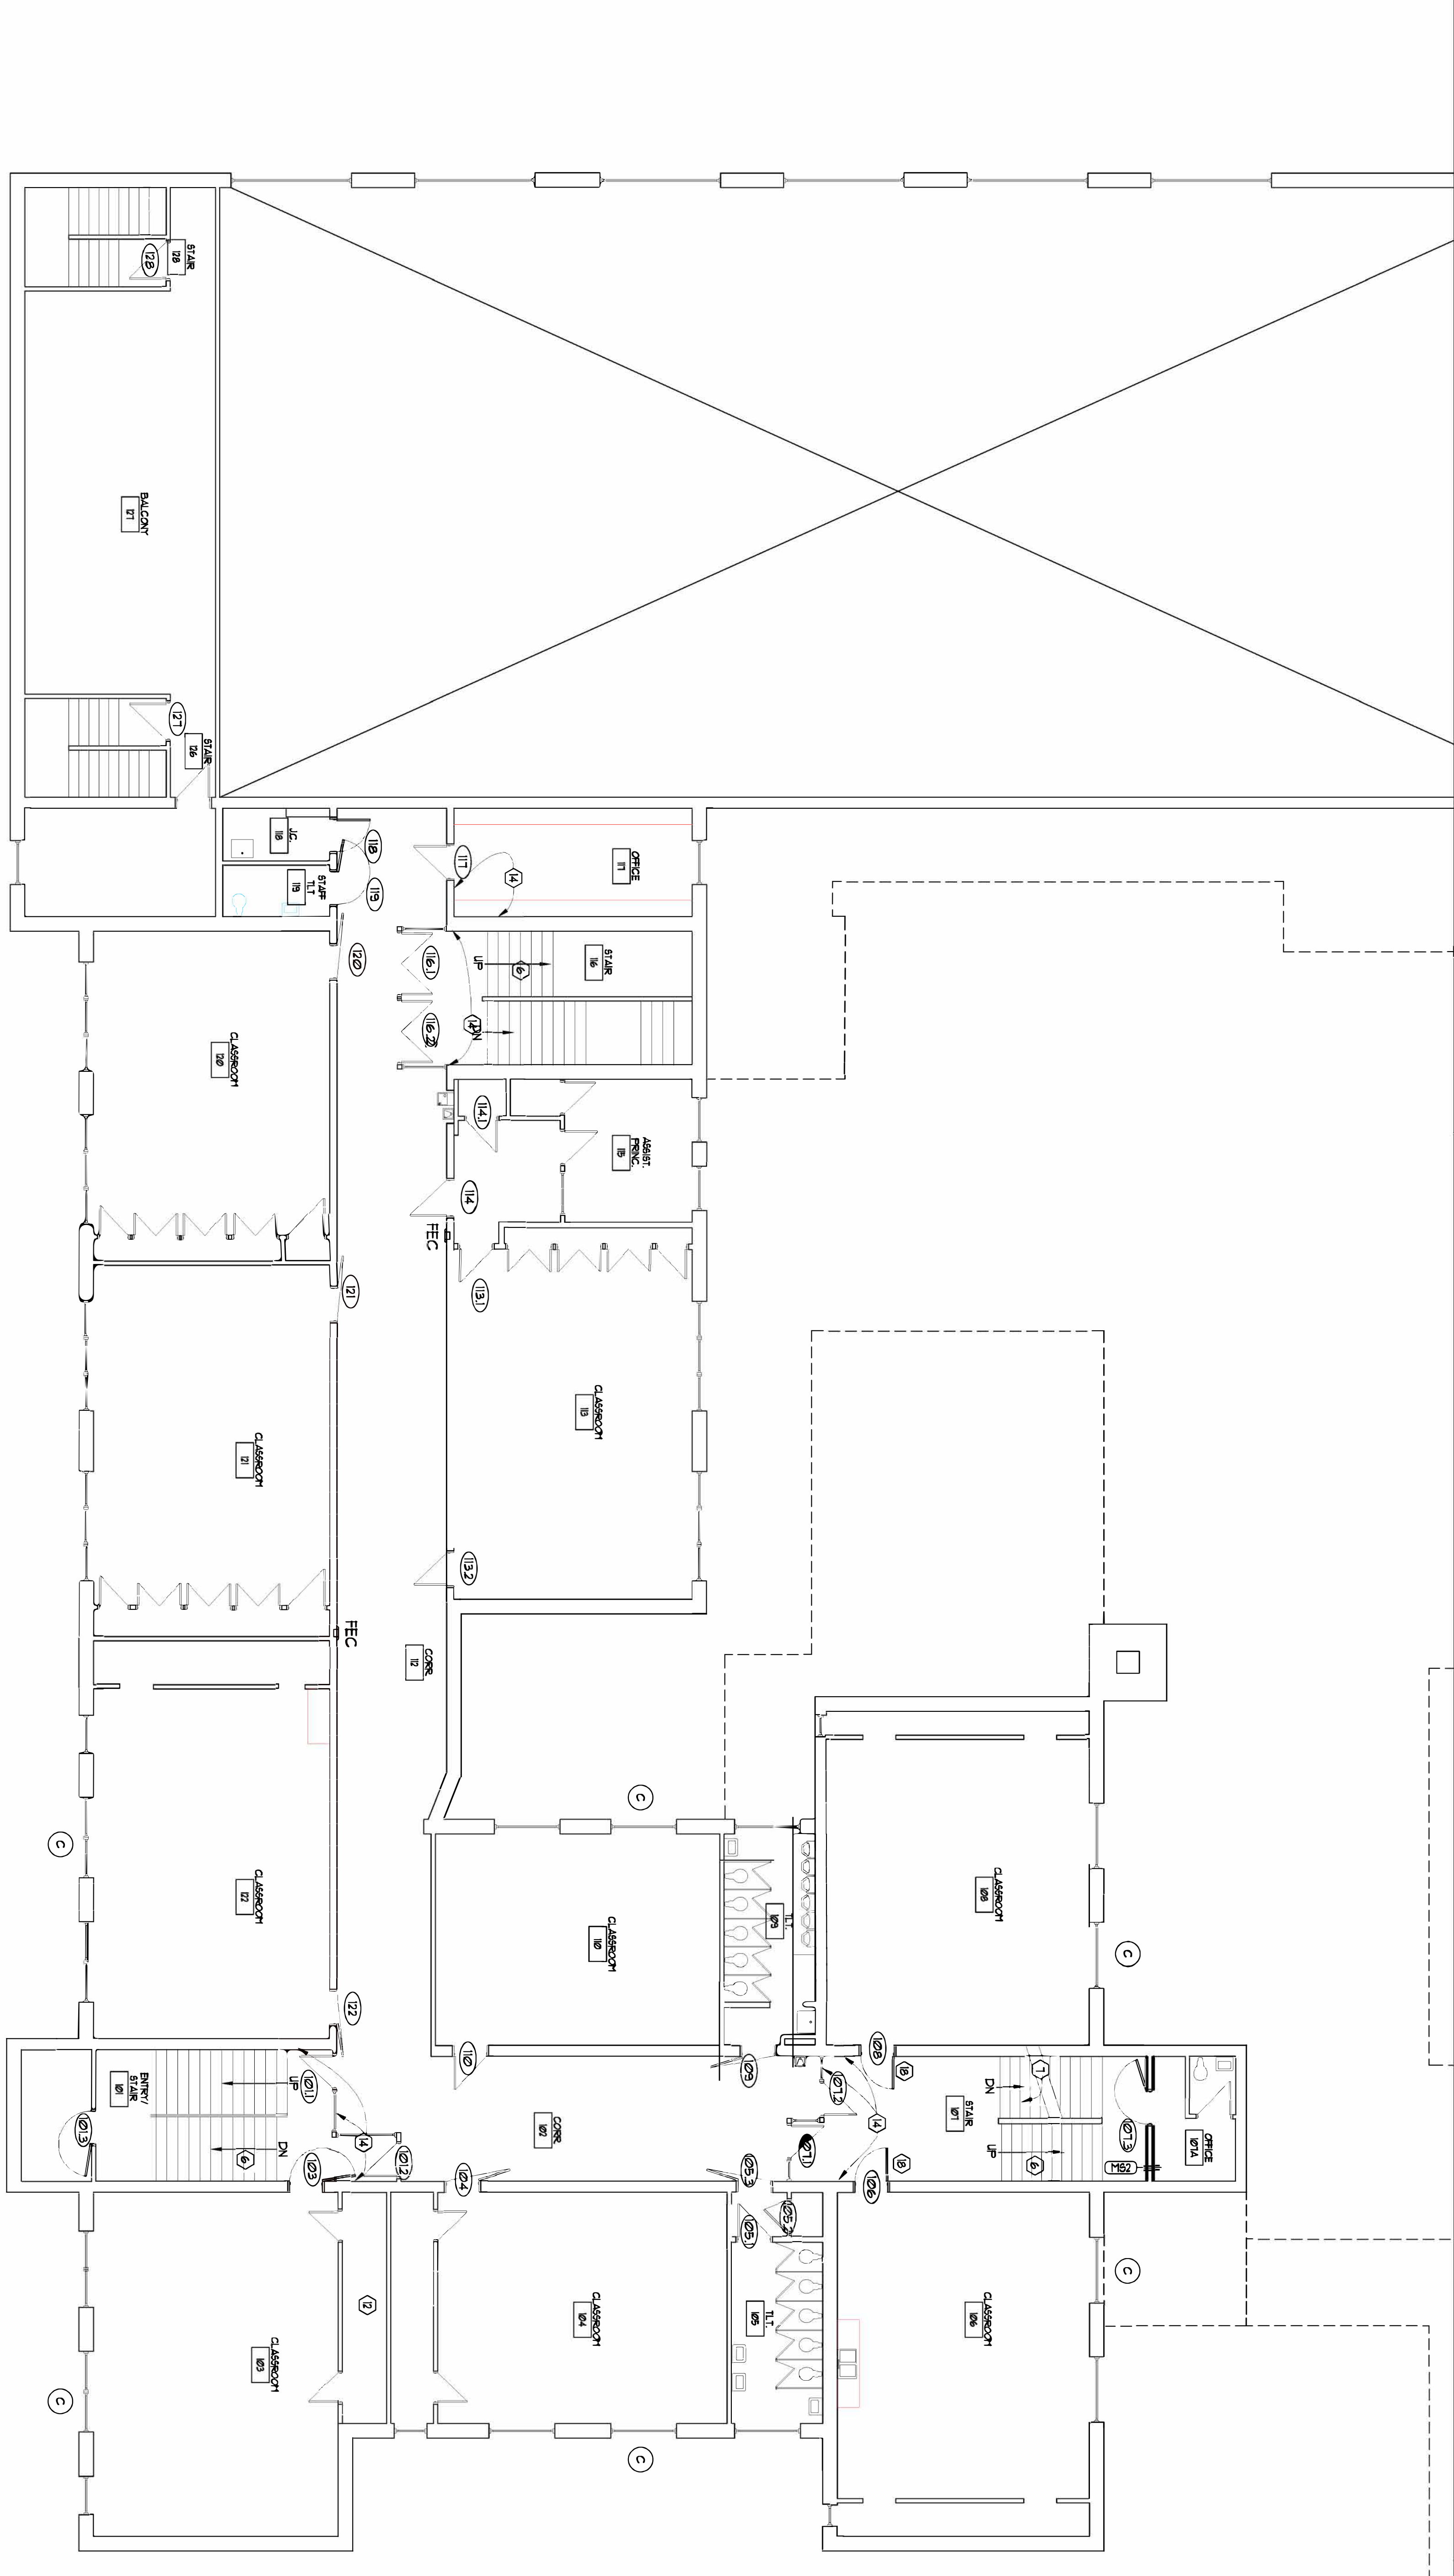 STAIR
128
128
BALCONY
127
127
STAIR
126
J.C.
118
118
STAFF
TLT
119
119
OFFICE
117
117
14
STAIR
116
116.1
116.2
UP
6
14
DN
120
CLASSROOM
120
114.1
ASSIST.
PRINC.
115
114
FEC
113.1
121
CLASSROOM
113
CLASSROOM
121
113.2
FEC
CORR
112
C
C
CLASSROOM
122
CLASSROOM
110
TLT.
109
CLASSROOM
108
C
122
110
109
108
18
107.2
14
107.1
18
106
101.1
UP
ENTRY/
STAIR
101
101.3
DN
6
14
101.2
103
CORR
102
104
105.3
105.2
105.1
STAIR
107
DN
7
UP
6
107.3
MS2
OFFICE
107A
C
12
CLASSROOM
103
CLASSROOM
104
TLT.
105
CLASSROOM
106
C
C